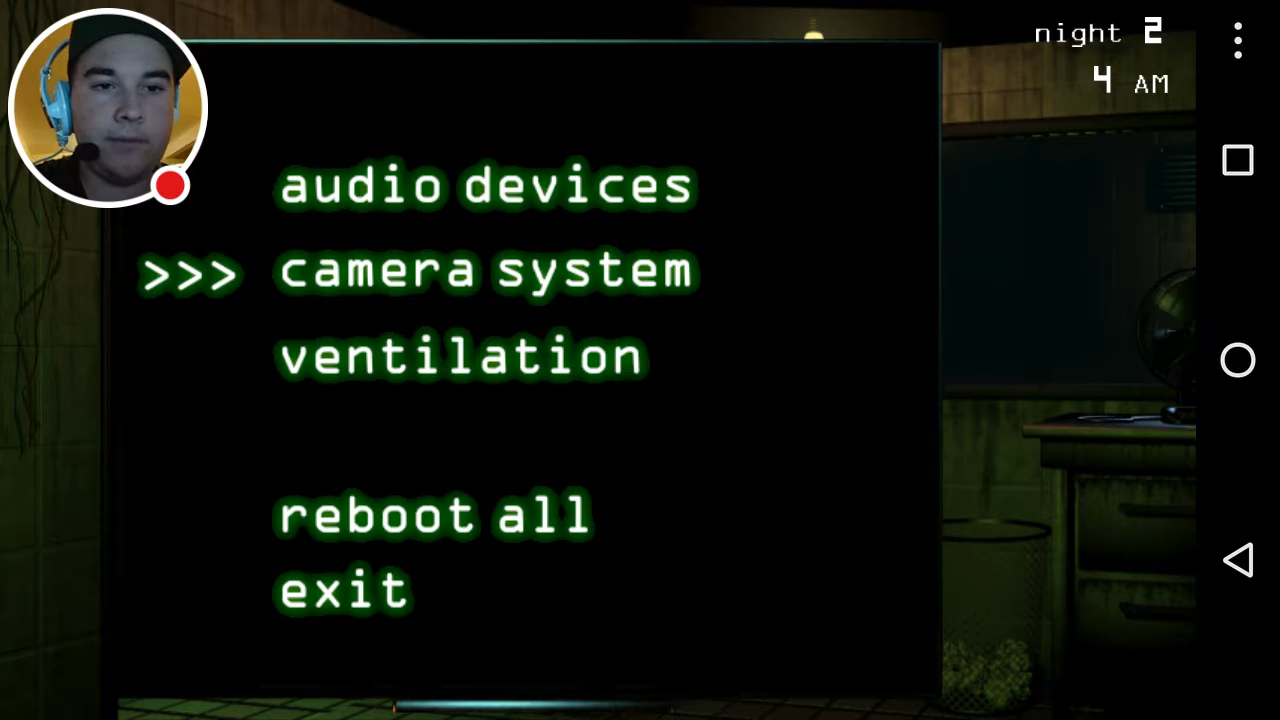 night 2
4 AM
audio devices
>>> camera system
ventilation
reboot all
exit